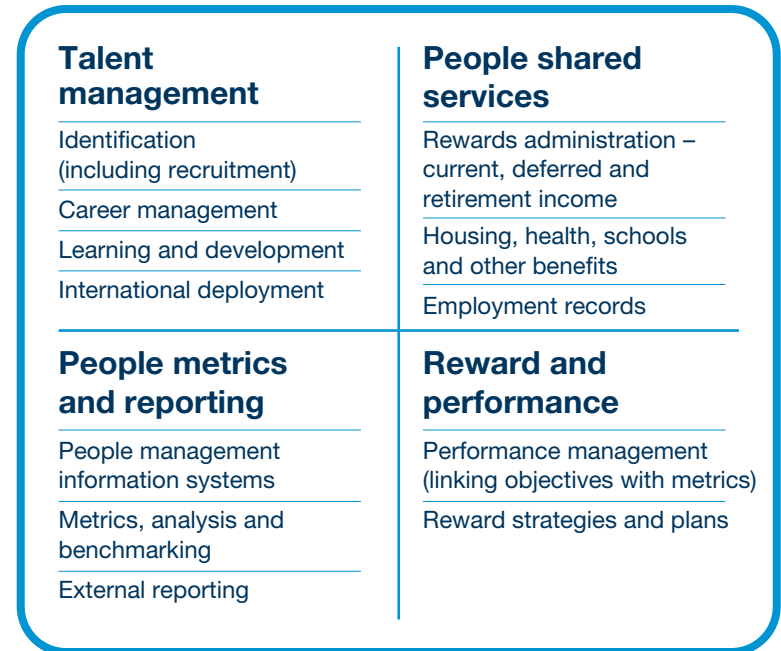 Talent
management
Identification
(including recruitment)
Career management
Learning and development
International deployment
People shared
services
Rewards administration –
current, deferred and
retirement income
Housing, health, schools
and other benefits
Employment records
People metrics
and reporting
People management
information systems
Metrics, analysis and
benchmarking
External reporting
Reward and
performance
Performance management
(linking objectives with metrics)
Reward strategies and plans